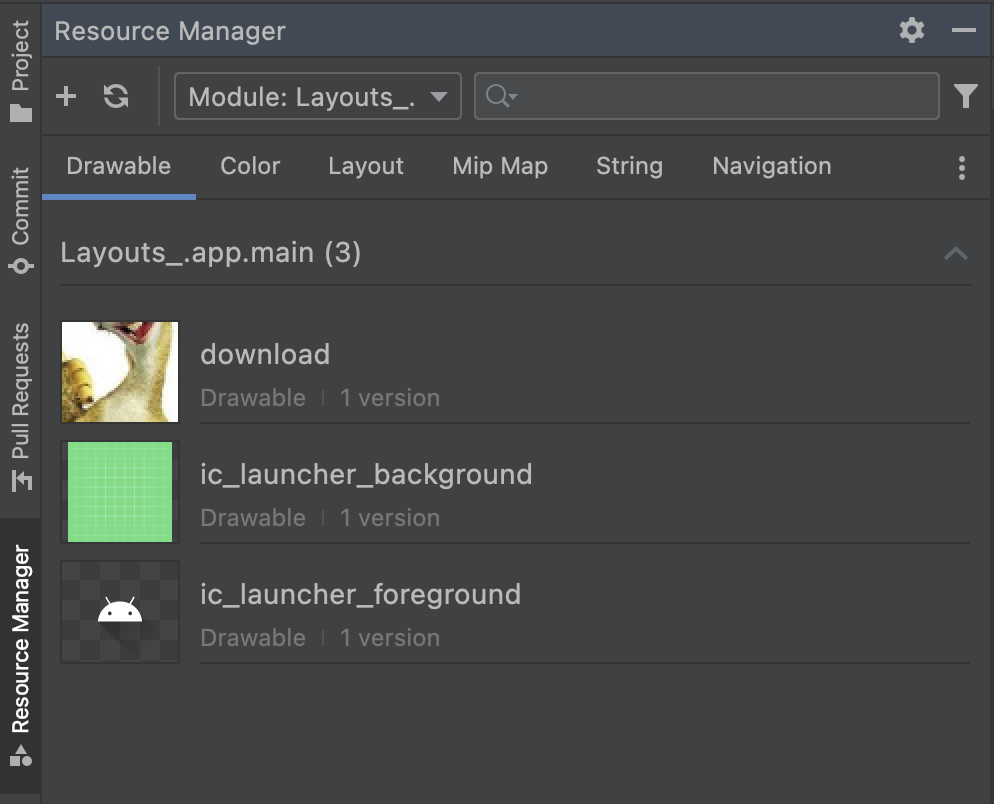 Resource Manager
Module: Layouts_.
Drawable Color Layout Mip Map String Navigation
Layouts_.app.main (3)
download
Drawable | 1 version
ic_launcher_background
Drawable | 1 version
ic_launcher_foreground
Drawable | 1 version
Project
Commit
Pull Requests
Resource Manager